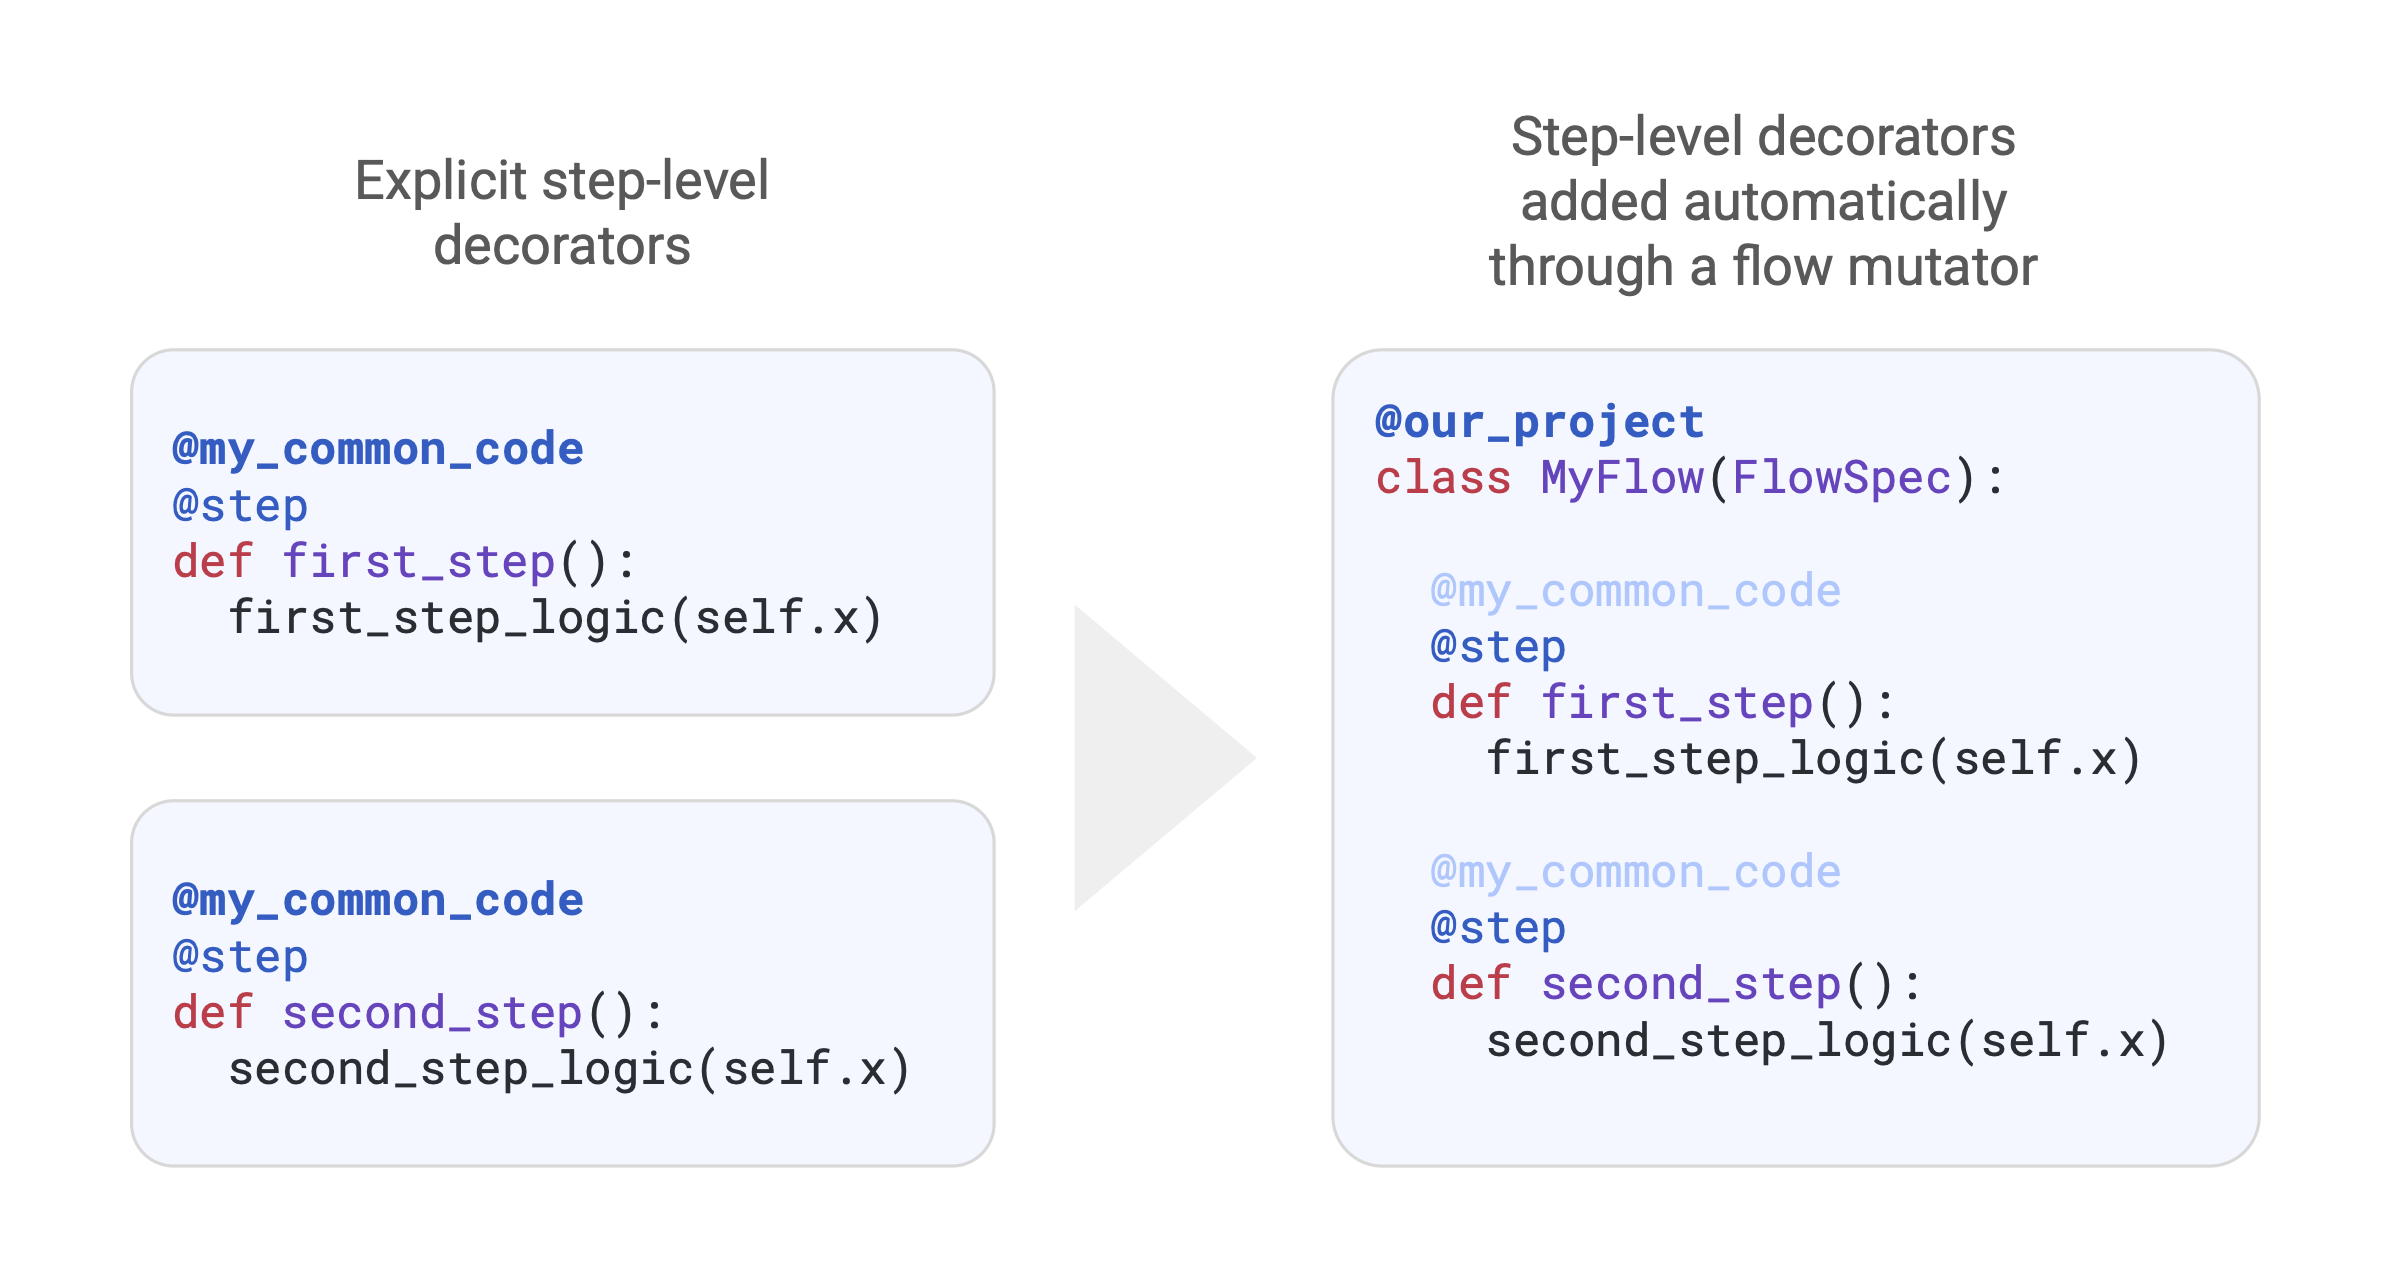 Explicit step-level
decorators
@my_common_code
@step
def first_step():
  first_step_logic(self.x)
@my_common_code
@step
def second_step():
  second_step_logic(self.x)
Step-level decorators
added automatically
through a flow mutator
@our_project
class MyFlow(FlowSpec):
  @my_common_code
  @step
  def first_step():
    first_step_logic(self.x)
  @my_common_code
  @step
  def second_step():
    second_step_logic(self.x)